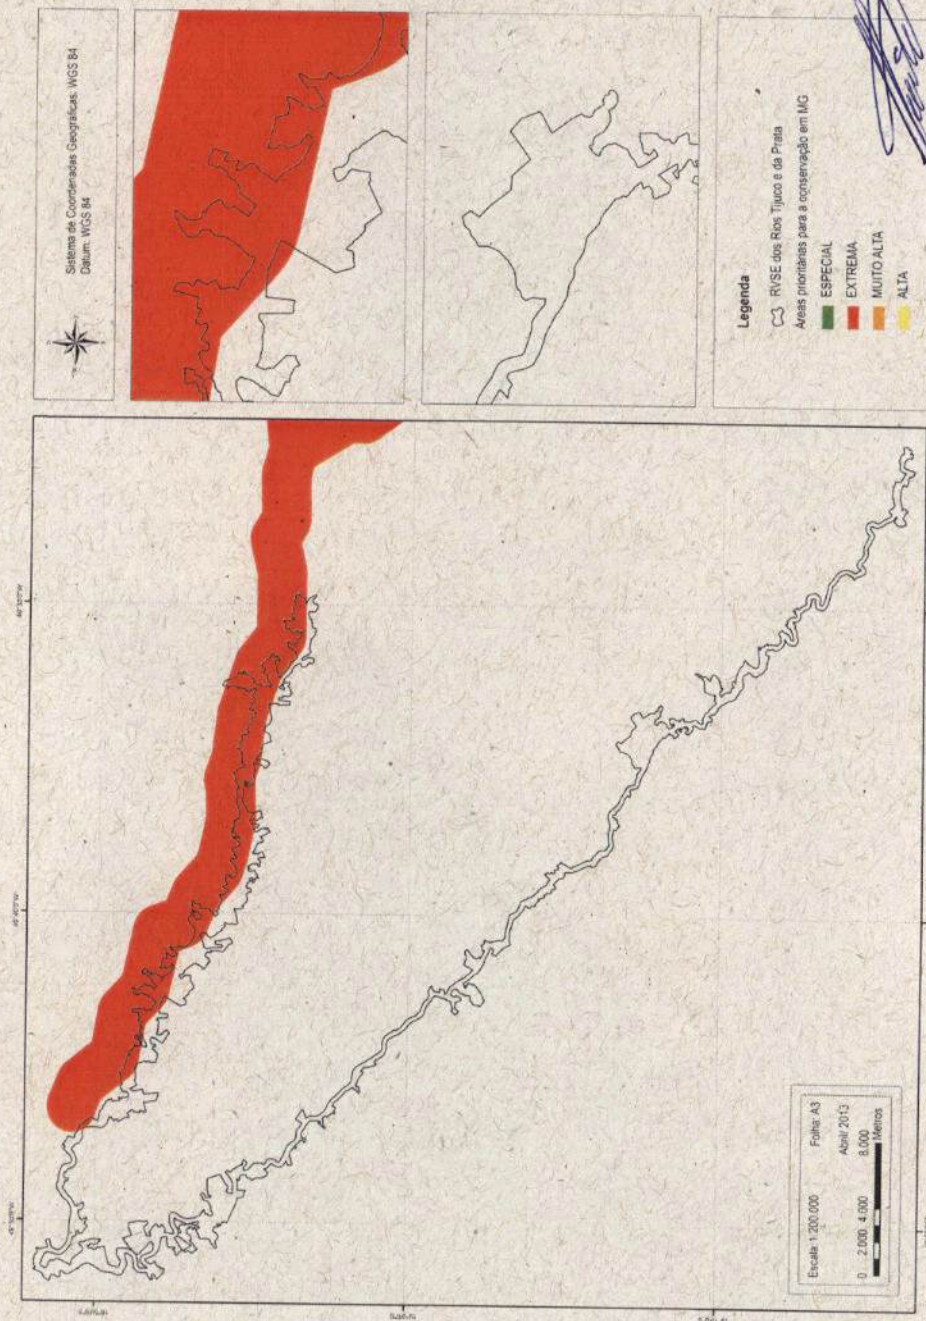 Sistema de Coordenadas Geográficas: WGS 84
Datum: WGS 84
Legenda
RVSE dos Rios Tijuco e da Prata
Áreas prioritárias para a conservação em MG
ESPECIAL
EXTREMA
MUITO ALTA
ALTA
Escala 1:200.000
Folha: A3
Abril/ 2013
0 2.000 4.000 8.000
Metros